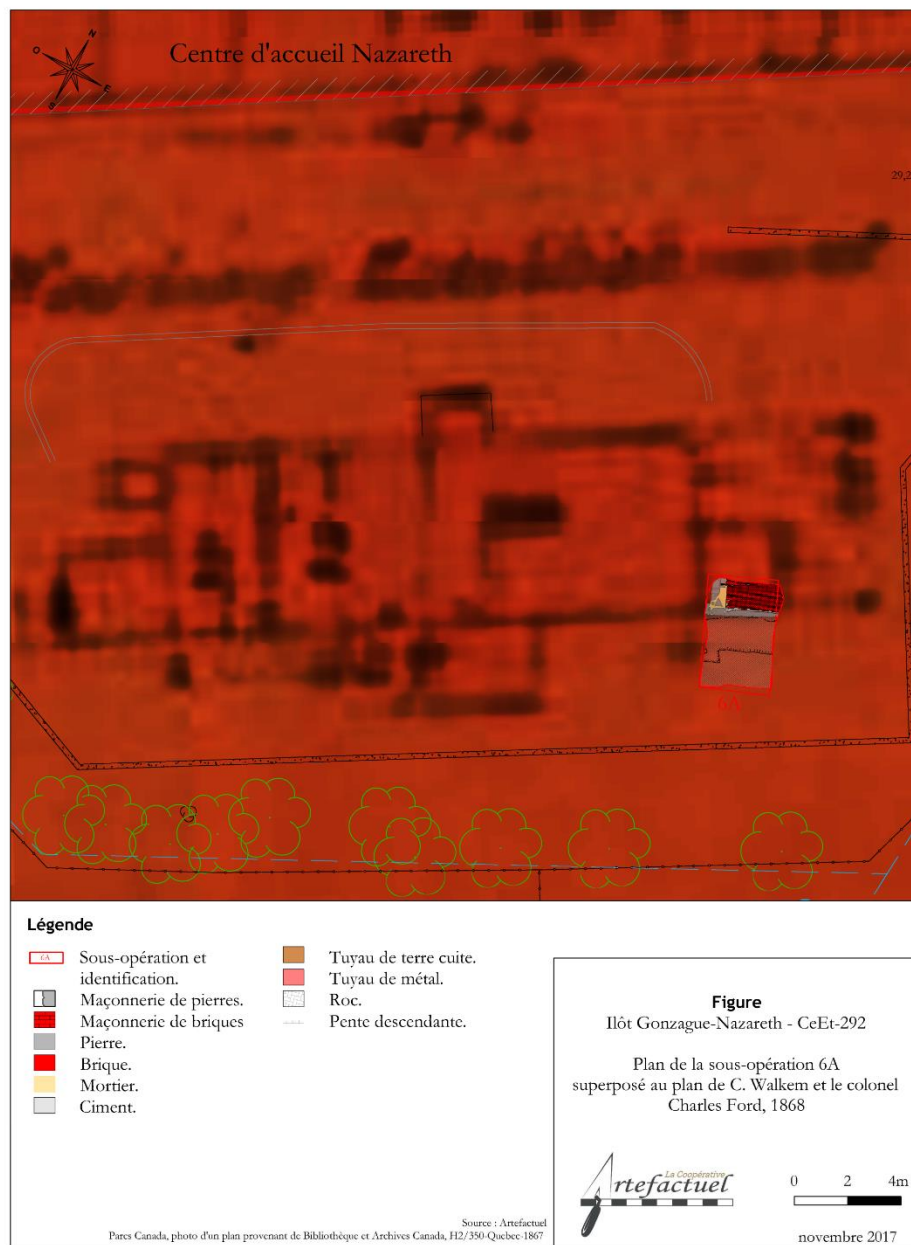 N
O
E
S
Centre d'accueil Nazareth
29,2
6A
Légende
6A
Sous-opération et
identification.
Maçonnerie de pierres.
Maçonnerie de briques
Pierre.
Brique.
Mortier.
Ciment.
Tuyau de terre cuite.
Tuyau de métal.
Roc.
Pente descendante.
Figure
Ilôt Gonzague-Nazareth - CeEt-292
Plan de la sous-opération 6A
superposé au plan de C. Walkem et le colonel
Charles Ford, 1868
La Coopérative
Artefactuel
0 2 4m
novembre 2017
Source : Artefactuel
Parcs Canada, photo d'un plan provenant de Bibliothèque et Archives Canada, H2/350-Quebec-1867